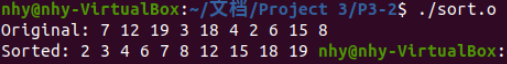 nhy@nhy-VirtualBox:~/文档/Project 3/P3-2$ ./sort.o
Original: 7 12 19 3 18 4 2 6 15 8
Sorted: 2 3 4 6 7 8 12 15 18 19 nhy@nhy-VirtualBox: